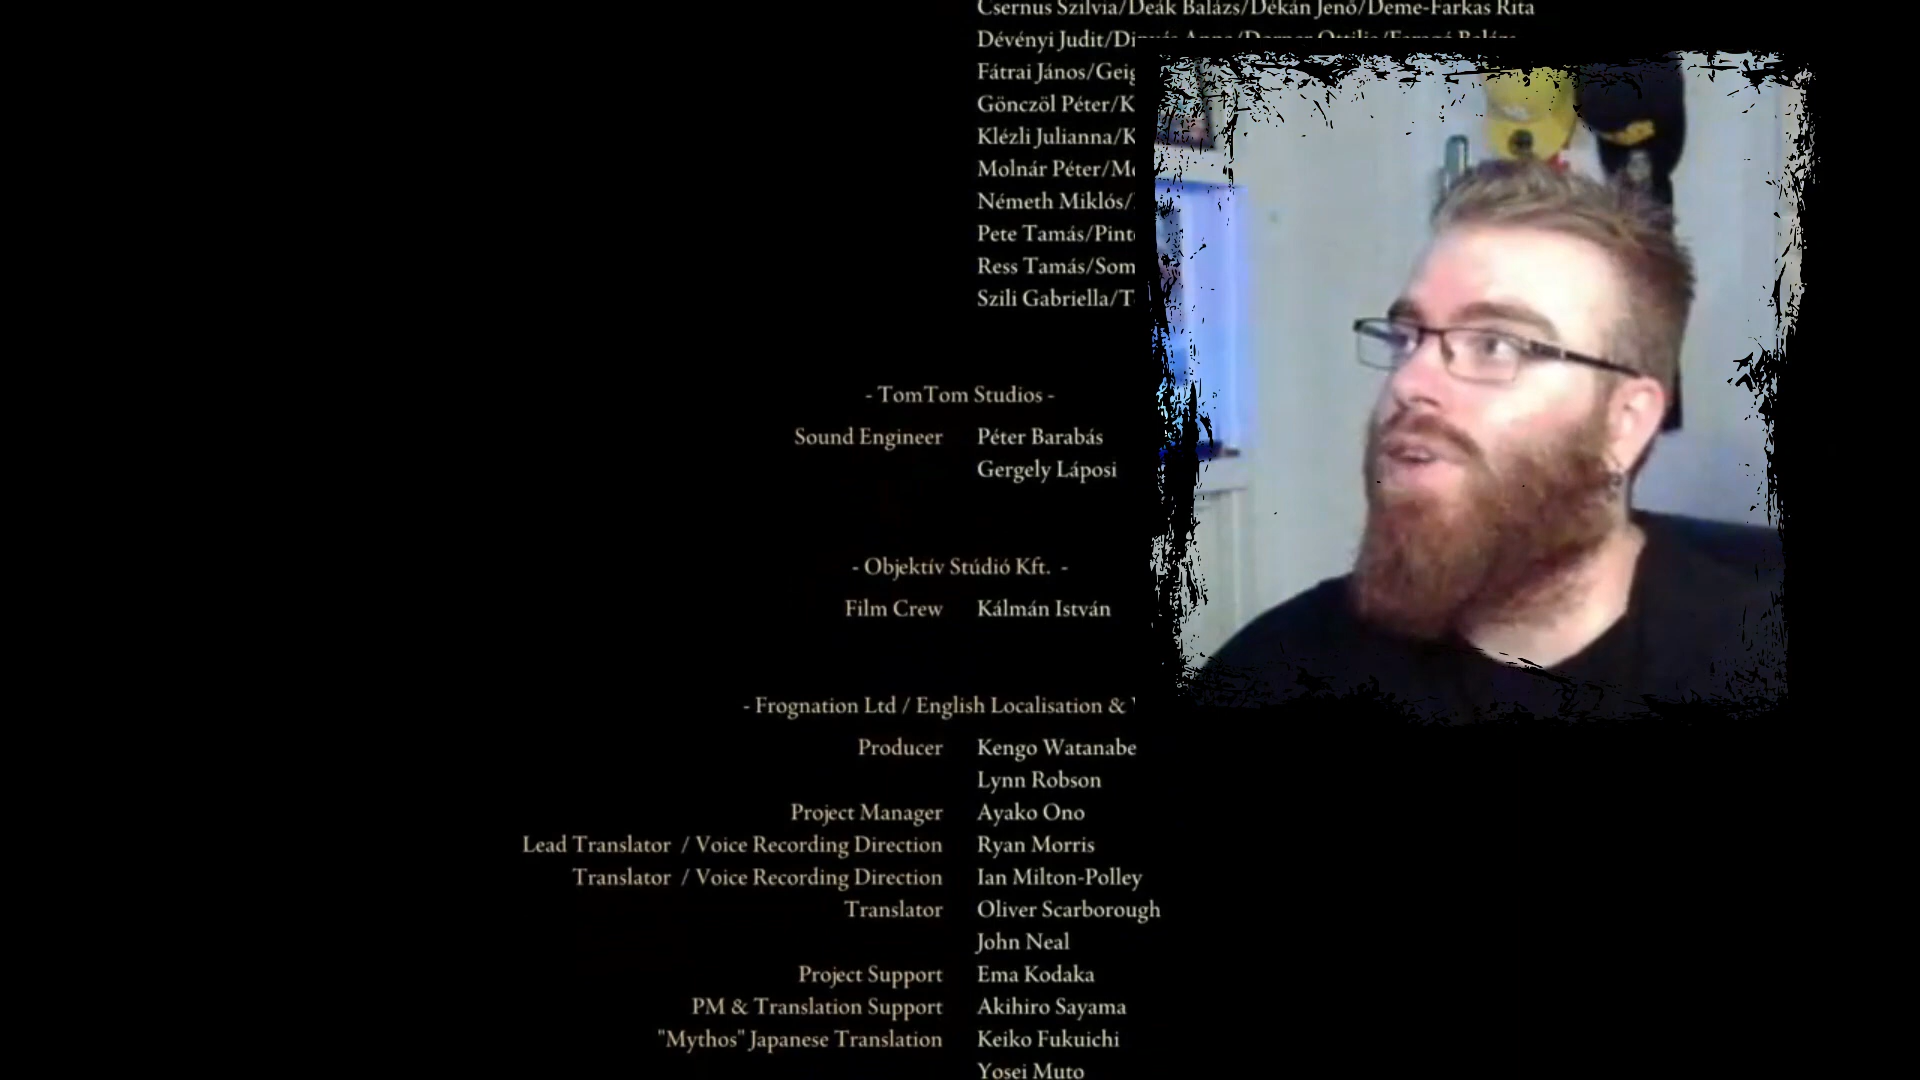 Csernus Szilvia/Deák Balázs/Dékán Jenő/Deme-Farkas Rita
Dévényi Judit/
Fátrai János/
Gönczöl Péter/
Klézli Julianna/
Molnár Péter/
Németh Miklós/
Pete Tamás/
Ress Tamás/
Szili Gabriella/
- TomTom Studios -
Sound Engineer Péter Barabás
Gergely Láposi
- Objektív Stúdió Kft. -
Film Crew Kálmán István
- Frognation Ltd / English Localisation &
Producer Kengo Watanabe
Lynn Robson
Project Manager Ayako Ono
Lead Translator / Voice Recording Direction Ryan Morris
Translator / Voice Recording Direction Ian Milton-Polley
Translator Oliver Scarborough
John Neal
Project Support Ema Kodaka
PM & Translation Support Akihiro Sayama
"Mythos" Japanese Translation Keiko Fukuichi
Yosei Muto